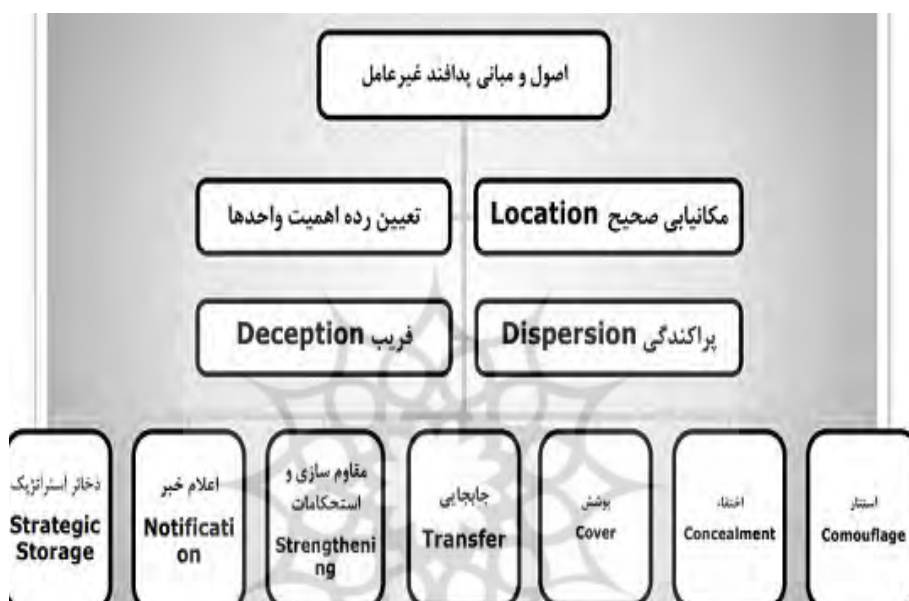 اصول و مبانی پدافند غیرعامل
مکانیابی صحیح Location
تعیین رده اهمیت واحدها
پراکندگی Dispersion
فریب Deception
استتار
Comouflage
اختفاء
Concealment
پوشش
Cover
جابجایی
Transfer
مقاوم سازی و
استحکامات
Strengtheni
ng
اعلام خبر
Notificati
on
ذخائر استراتژیک
Strategic
Storage